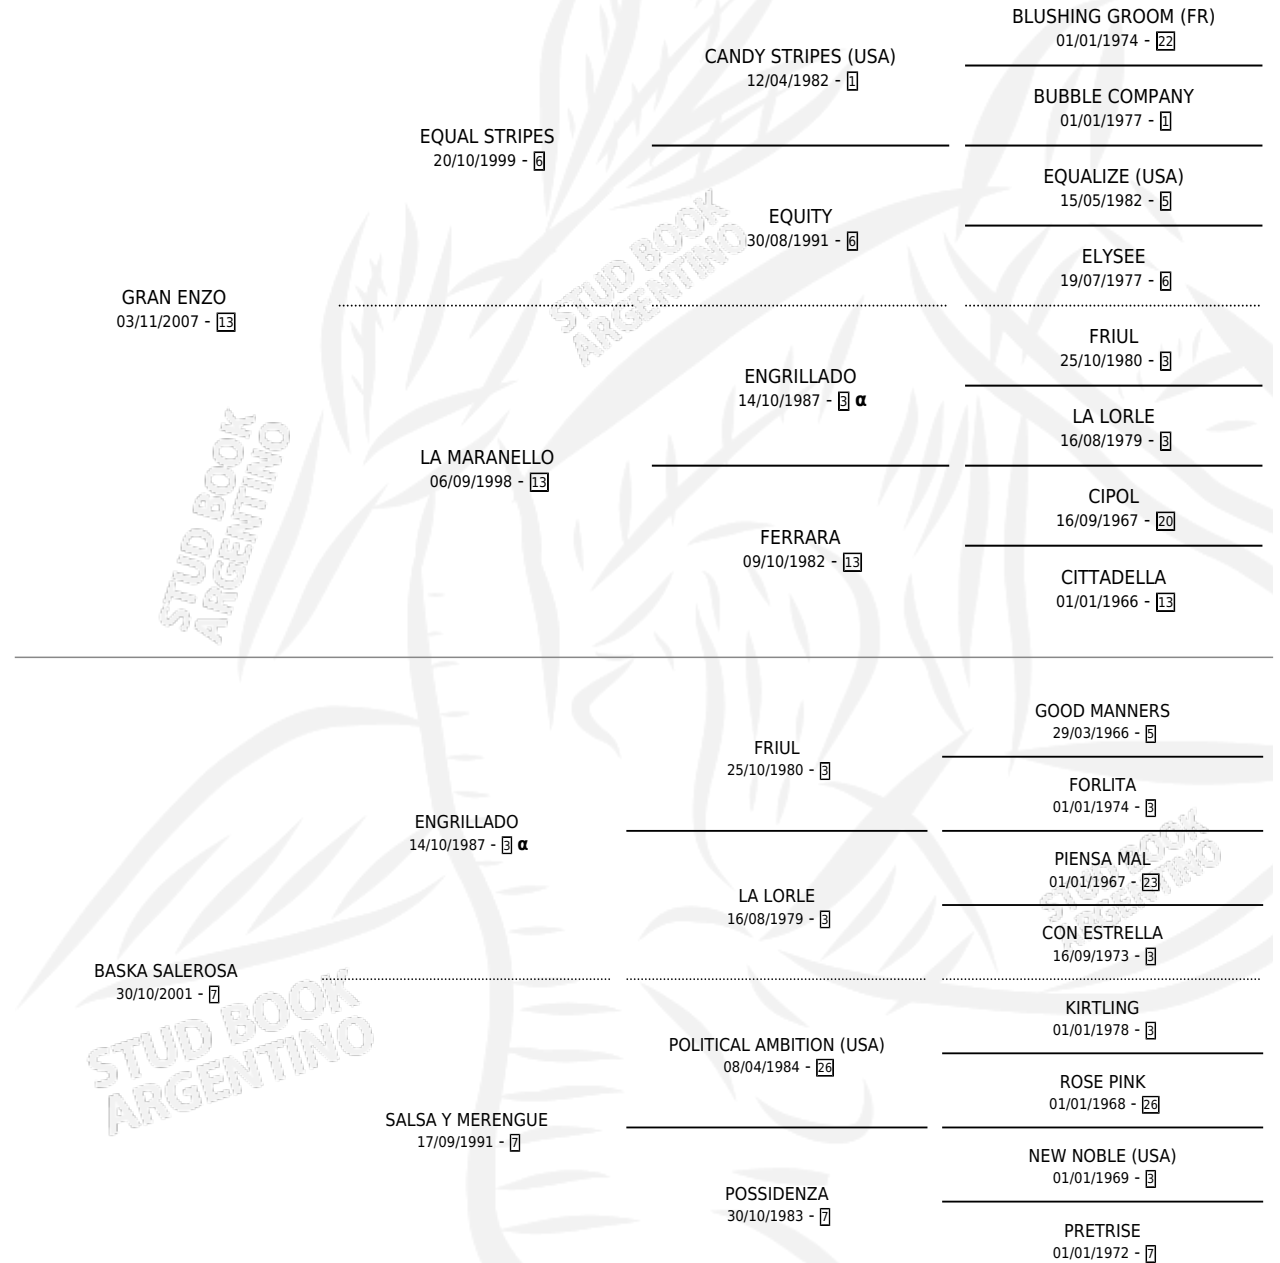 BLUSHING GROOM (FR)
01/01/1974 - 22
CANDY STRIPES (USA)
12/04/1982 - 1
BUBBLE COMPANY
01/01/1977 - 1
EQUAL STRIPES
20/10/1999 - 6
EQUALIZE (USA)
15/05/1982 - 5
EQUITY
30/08/1991 - 6
ELYSEE
19/07/1977 - 6
GRAN ENZO
03/11/2007 - 13
FRIUL
25/10/1980 - 3
ENGRILLADO
14/10/1987 - 3 α
LA LORLE
16/08/1979 - 3
LA MARANELLO
06/09/1998 - 13
CIPOL
16/09/1967 - 20
FERRARA
09/10/1982 - 13
CITTADELLA
01/01/1966 - 13
GOOD MANNERS
29/03/1966 - 5
FRIUL
25/10/1980 - 3
FORLITA
01/01/1974 - 3
ENGRILLADO
14/10/1987 - 3 α
PIENSA MAL
01/01/1967 - 23
LA LORLE
16/08/1979 - 3
CON ESTRELLA
16/09/1973 - 3
BASKA SALEROSA
30/10/2001 - 7
KIRTLING
01/01/1978 - 3
POLITICAL AMBITION (USA)
08/04/1984 - 26
ROSE PINK
01/01/1968 - 26
SALSA Y MERENGUE
17/09/1991 - 7
NEW NOBLE (USA)
01/01/1969 - 3
POSSIDENZA
30/10/1983 - 7
PRETRISE
01/01/1972 - 7
STUD BOOK
ARGENTINO
STUD BOOK
ARGENTINO
STUD BOOK
ARGENTINO
STUD BOOK
ARGENTINO